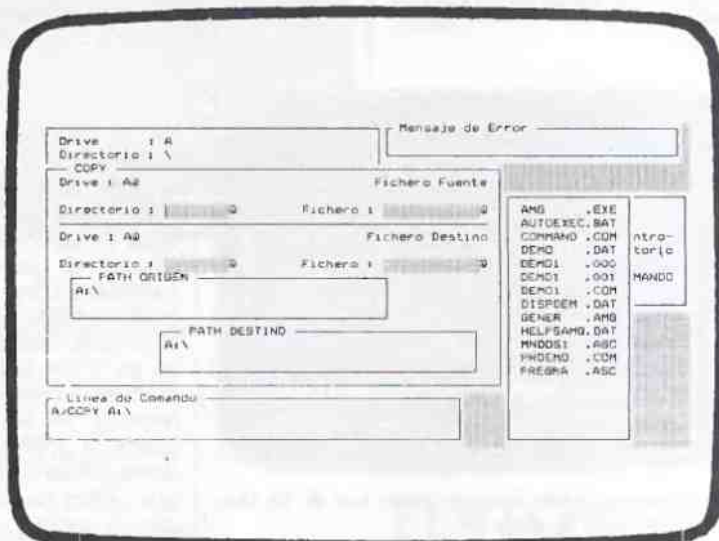 Mensaje de Error
Drive : A
Directorio : \
COPY
Drive : A@ Fichero Fuente
Directorio : @ Fichero : @
Drive : A@ Fichero Destino
Directorio : @ Fichero : @
PATH ORIGEN
A:\
PATH DESTINO
A:\
Linea de Comando
A>COPY A:\
AMG .EXE
AUTOEXEC.BAT
COMMAND .COM
DEMO .DAT
DEMO1 .000
DEMO1 .001
DEMO1 .COM
DISPDEM .DAT
GENER .AMG
HELPSAMG.DAT
MNDOS1 .ASC
PRDEMO .COM
PREGRA .ASC
ntro-
torio
MANDO